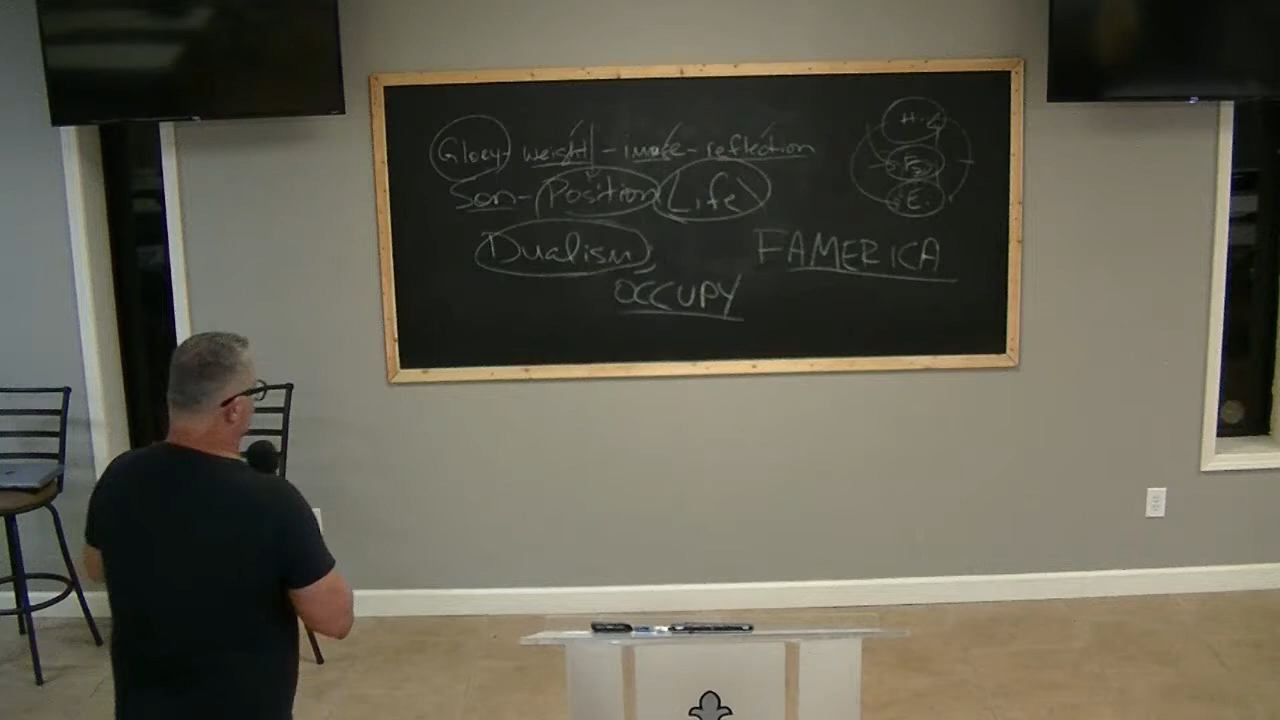 Glory - weight - image - reflection
Son - Position Life
Dualism
FAMERICA
OCCUPY
E.